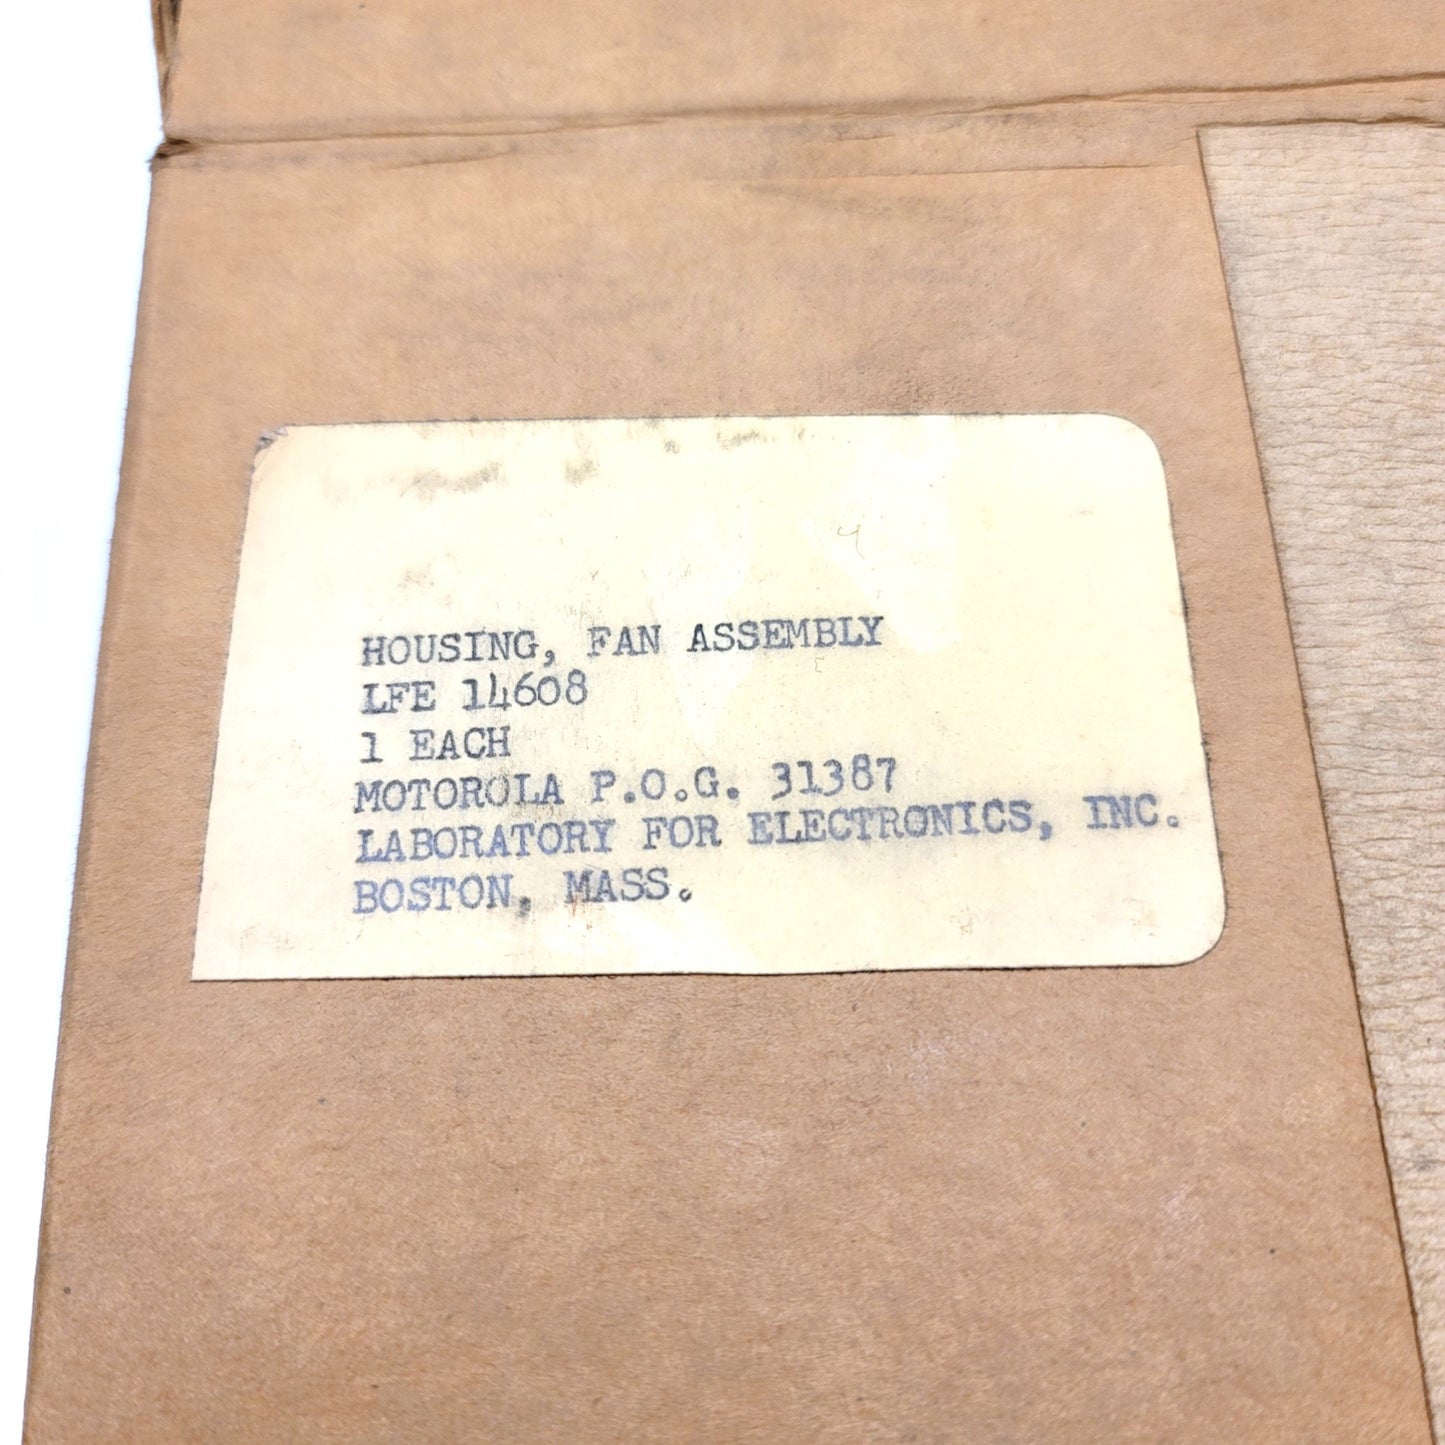 HOUSING, FAN ASSEMBLY
LFE 14608
1 EACH
MOTOROLA P.O.G. 31387
LABORATORY FOR ELECTRONICS, INC.
BOSTON, MASS.